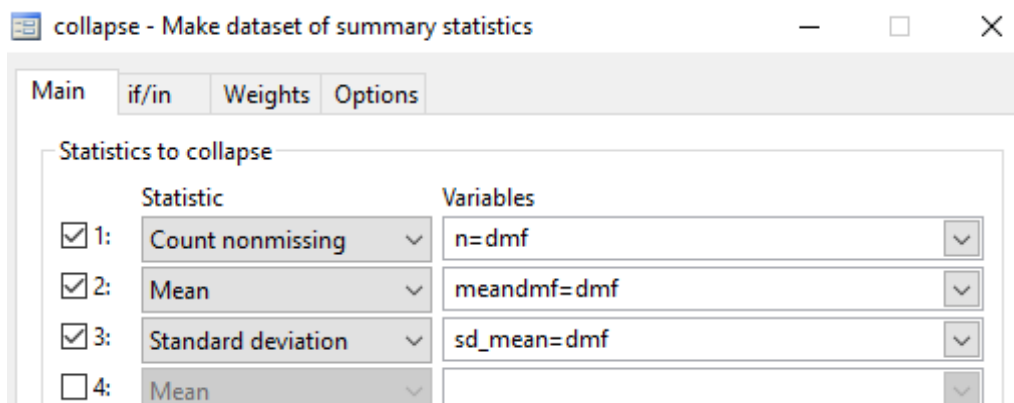 collapse - Make dataset of summary statistics
Main if/in Weights Options
Statistics to collapse
Statistic Variables
1: Count nonmissing n=dmf
2: Mean meandmf=dmf
3: Standard deviation sd_mean=dmf
4: Mean